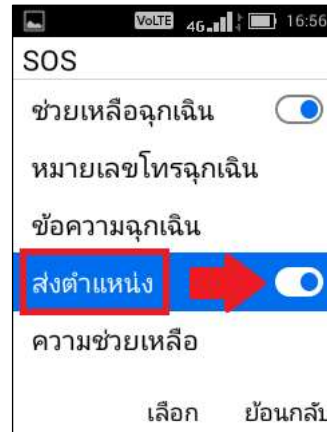 VoLTE 4G 16:56
SOS
ช่วยเหลือฉุกเฉิน
หมายเลขโทรฉุกเฉิน
ข้อความฉุกเฉิน
ส่งตำแหน่ง
ความช่วยเหลือ
เลือก ย้อนกลับ